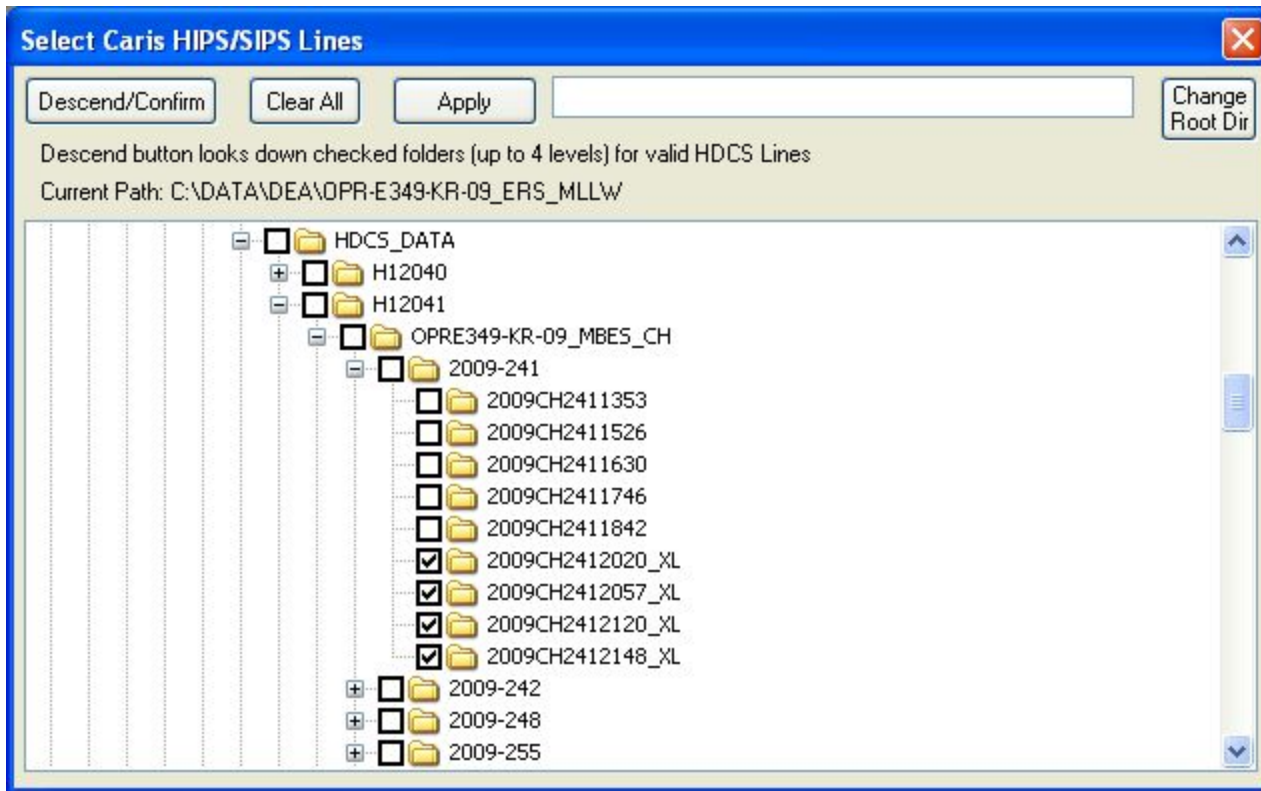 Select Caris HIPS/SIPS Lines
Descend/Confirm Clear All Apply Change Root Dir
Descend button looks down checked folders (up to 4 levels) for valid HDCS Lines
Current Path: C:\DATA\DEA\OPR-E349-KR-09_ERS_MLLW
HDCS_DATA
H12040
H12041
OPRE349-KR-09_MBES_CH
2009-241
2009CH2411353
2009CH2411526
2009CH2411630
2009CH2411746
2009CH2411842
2009CH2412020_XL
2009CH2412057_XL
2009CH2412120_XL
2009CH2412148_XL
2009-242
2009-248
2009-255